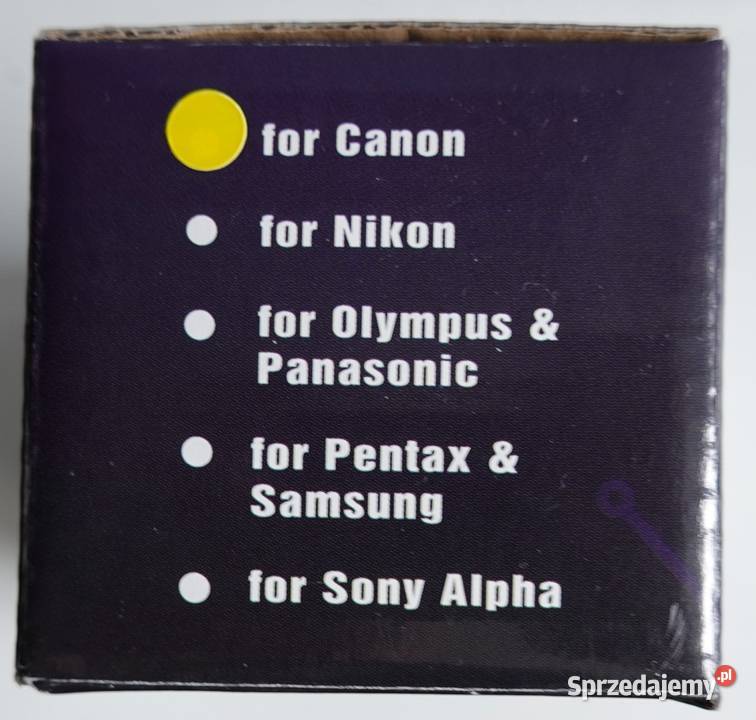 for Canon
for Nikon
for Olympus &
Panasonic
for Pentax &
Samsung
for Sony Alpha
Sprzedajemy.pl